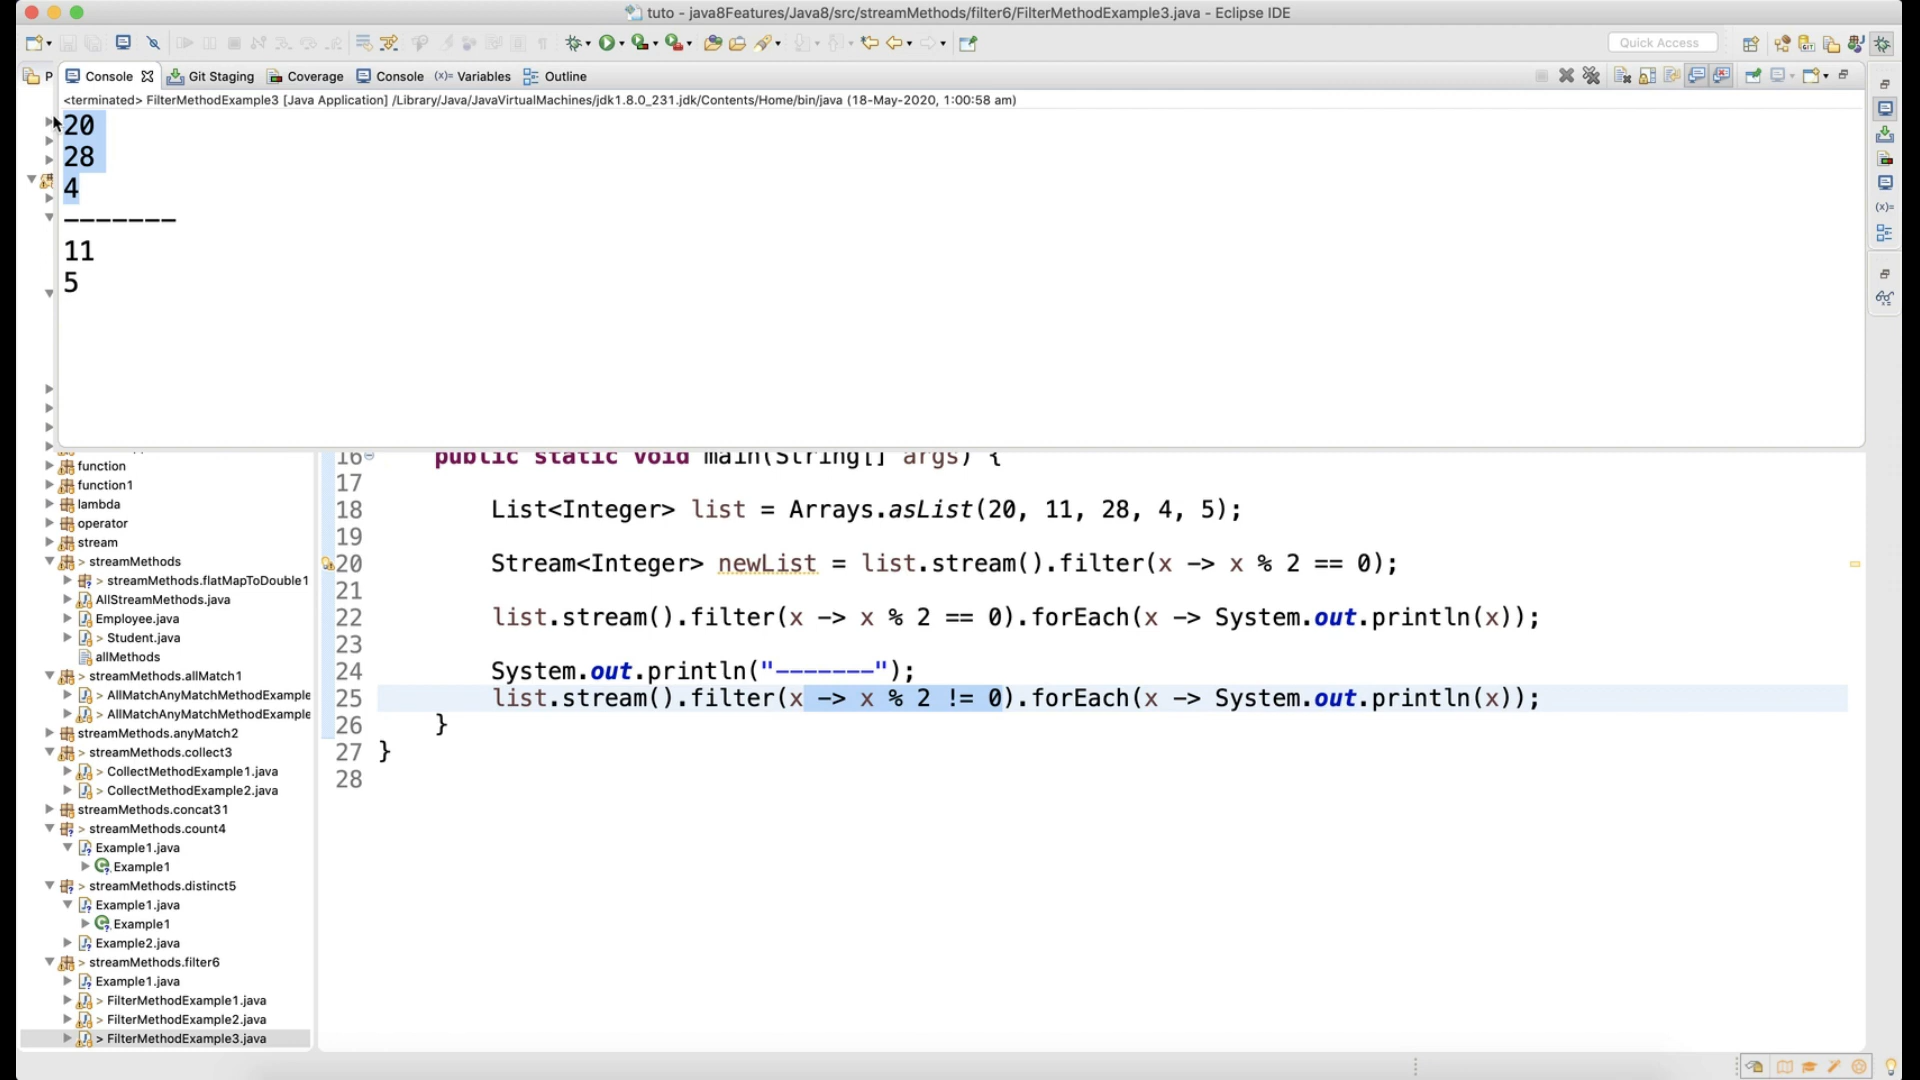 tuto - java8Features/Java8/src/streamMethods/filter6/FilterMethodExample3.java - Eclipse IDE
Quick Access
P
Console
Git Staging
Coverage
Console
(x)= Variables
Outline
<terminated> FilterMethodExample3 [Java Application] /Library/Java/JavaVirtualMachines/jdk1.8.0_231.jdk/Contents/Home/bin/java (18-May-2020, 1:00:58 am)
20
28
4
-------
11
5
(x)=
function
function1
lambda
operator
stream
> streamMethods
> streamMethods.flatMapToDouble1
AllStreamMethods.java
Employee.java
> Student.java
allMethods
> streamMethods.allMatch1
> AllMatchAnyMatchMethodExample
> AllMatchAnyMatchMethodExample
streamMethods.anyMatch2
> streamMethods.collect3
> CollectMethodExample1.java
> CollectMethodExample2.java
streamMethods.concat31
> streamMethods.count4
Example1.java
Example1
> streamMethods.distinct5
Example1.java
Example1
Example2.java
> streamMethods.filter6
Example1.java
> FilterMethodExample1.java
> FilterMethodExample2.java
> FilterMethodExample3.java
16 public static void main(String[] args) {
17
18 List<Integer> list = Arrays.asList(20, 11, 28, 4, 5);
19
20 Stream<Integer> newList = list.stream().filter(x -> x % 2 == 0);
21
22 list.stream().filter(x -> x % 2 == 0).forEach(x -> System.out.println(x));
23
24 System.out.println("-------");
25 list.stream().filter(x -> x % 2 != 0).forEach(x -> System.out.println(x));
26 }
27 }
28